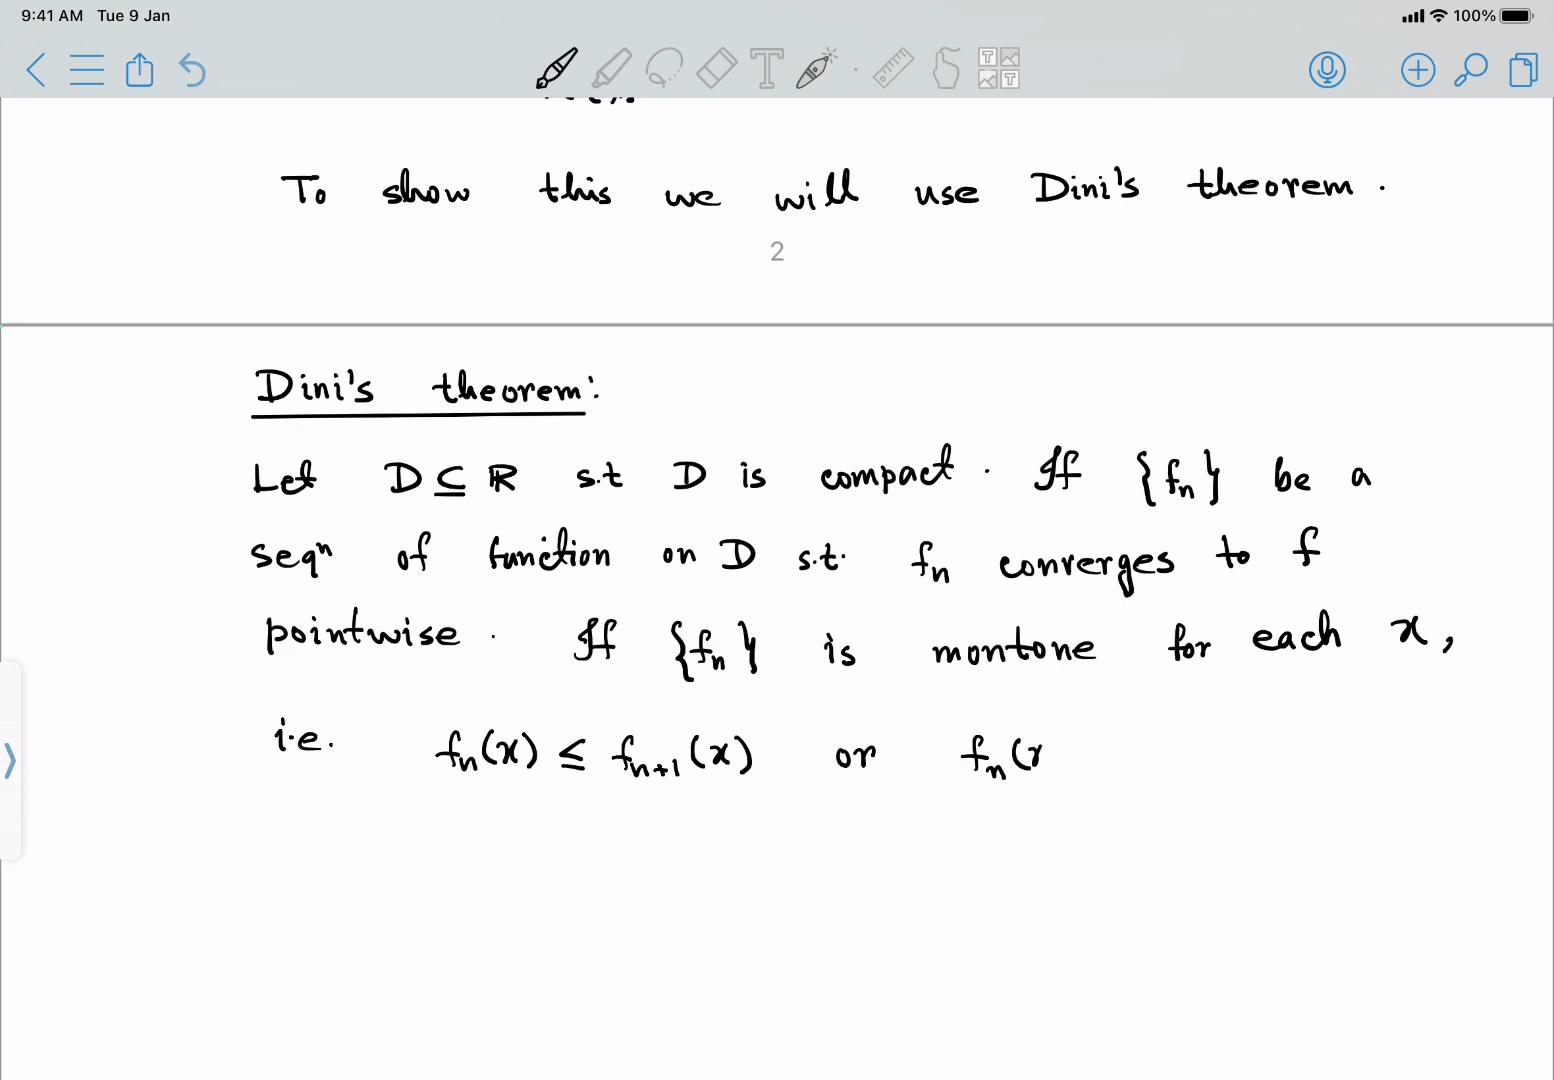 9:41 AM Tue 9 Jan 100%
To show this we will use Dini's theorem.
2
Dini's theorem:
Let D ⊆ ℝ s.t D is compact. If {fn} be a
seqⁿ of function on D s.t. fn converges to f
pointwise. If {fn} is montone for each x,
i.e. fn(x) ≤ fn+1(x) or fn(x